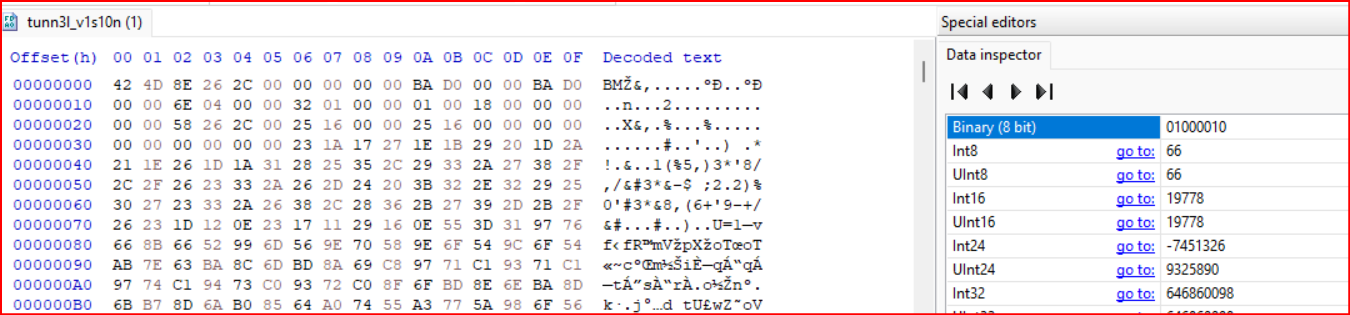 tunn3l_v1s10n (1)
Special editors
Offset(h) 00 01 02 03 04 05 06 07 08 09 0A 0B 0C 0D 0E 0F Decoded text
Data inspector
00000000 42 4D 8E 26 2C 00 00 00 00 00 BA D0 00 00 BA D0 BMŽ&,.....ºÐ..ºÐ
00000010 00 00 6E 04 00 00 32 01 00 00 01 00 18 00 00 00 ..n...2.........
00000020 00 00 58 26 2C 00 25 16 00 00 25 16 00 00 00 00 ..X&,.%...%.....
00000030 00 00 00 00 00 00 23 1A 17 27 1E 1B 29 20 1D 2A ......#..'..) .*
00000040 21 1E 26 1D 1A 31 28 25 35 2C 29 33 2A 27 38 2F !.&..1(%5,)3*'8/
00000050 2C 2F 26 23 33 2A 26 2D 24 20 3B 32 2E 32 29 25 ,/&#3*&-$ ;2.2)%
00000060 30 27 23 33 2A 26 38 2C 28 36 2B 27 39 2D 2B 2F 0'#3*&8,(6+'9-+/
00000070 26 23 1D 12 0E 23 17 11 29 16 0E 55 3D 31 97 76 &#...#..)..U=1—v
00000080 66 8B 66 52 99 6D 56 9E 70 58 9E 6F 54 9C 6F 54 f‹fR™mVžpXžoTœoT
00000090 AB 7E 63 BA 8C 6D BD 8A 69 C8 97 71 C1 93 71 C1 «~cºŒm½ŠiÈ—qÁ“qÁ
000000A0 97 74 C1 94 73 C0 93 72 C0 8F 6F BD 8E 6E BA 8D —tÁ”sÀ“rÀ.o½Žnº.
000000B0 6B B7 8D 6A B0 85 64 A0 74 55 A3 77 5A 98 6F 56 k·.j°…d tU£wZ˜oV
Binary (8 bit) 01000010
Int8 go to: 66
UInt8 go to: 66
Int16 go to: 19778
UInt16 go to: 19778
Int24 go to: -7451326
UInt24 go to: 9325890
Int32 go to: 646860098